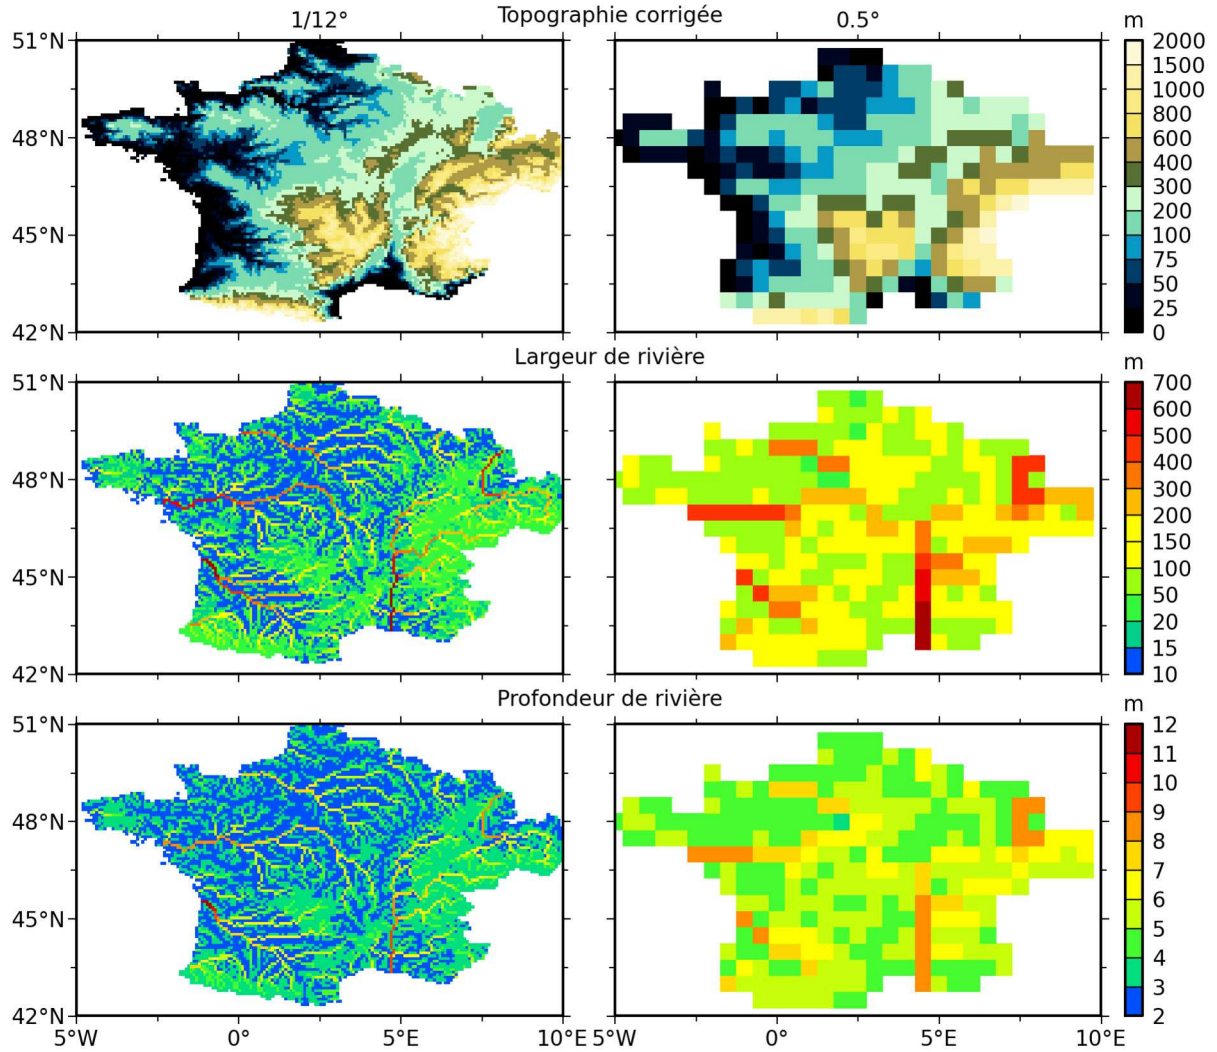 1/12° Topographie corrigée 0.5° m
51°N 2000
1500
1000
48°N 800
600
400
300
200
45°N 100
75
50
25
42°N 0
Largeur de rivière m
51°N 700
600
500
48°N 400
300
200
150
45°N 100
50
20
15
42°N 10
Profondeur de rivière m
51°N 12
11
10
48°N 9
8
7
6
45°N 5
4
3
42°N 2
5°W 0° 5°E 10°E 5°W 0° 5°E 10°E